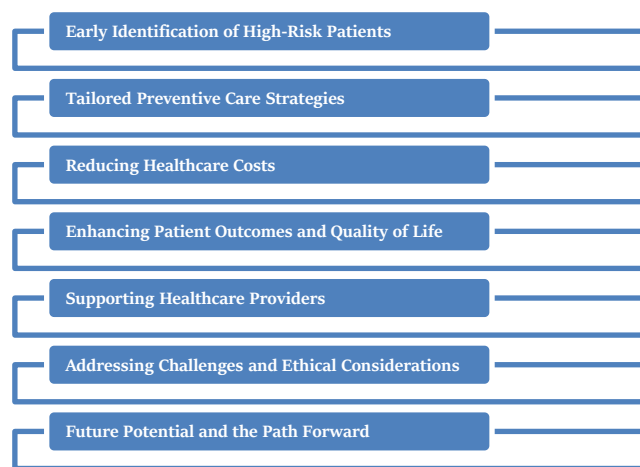 Early Identification of High-Risk Patients
Tailored Preventive Care Strategies
Reducing Healthcare Costs
Enhancing Patient Outcomes and Quality of Life
Supporting Healthcare Providers
Addressing Challenges and Ethical Considerations
Future Potential and the Path Forward